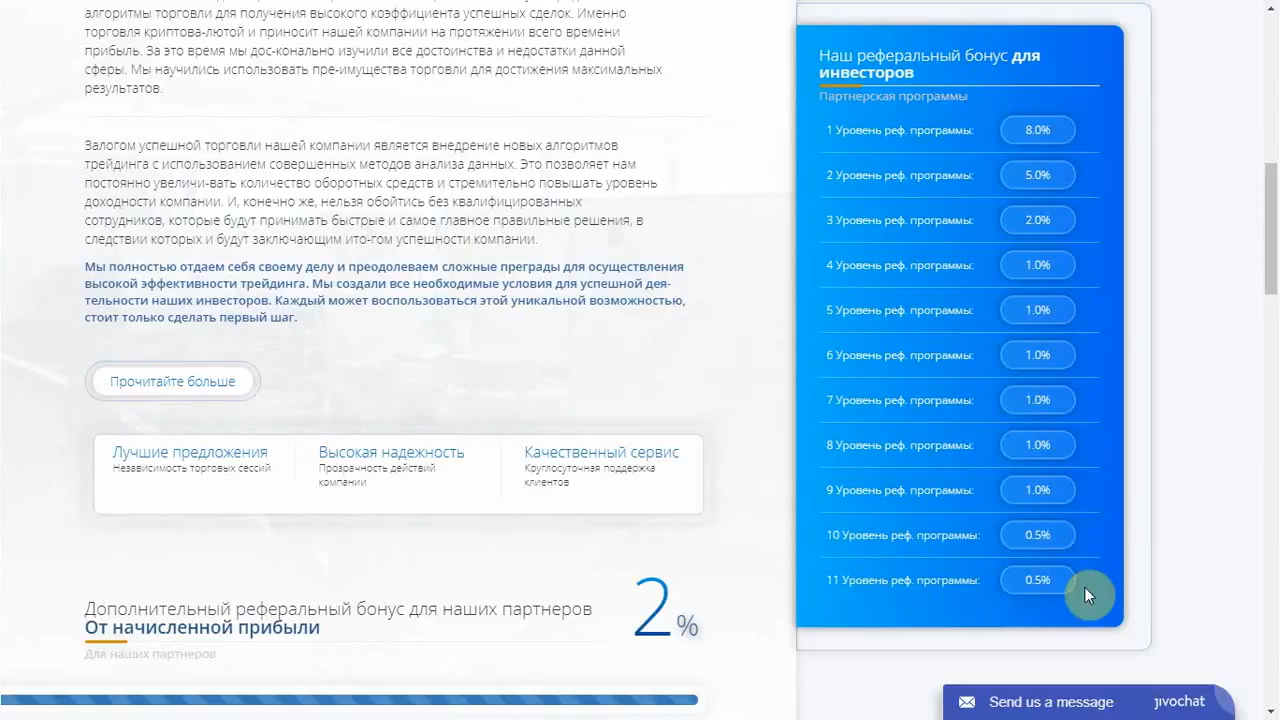 алгоритмы торговли для получения высокого коэффициента успешных сделок. Именно
торговля криптова-лютой и приносит нашей компании на протяжении всего времени
прибыль. За это время мы дос-конально изучили все достоинства и недостатки данной
сферы. Мы научились использовать пре-имущества торговли для достижения максимальных
результатов.
Залогом успешной торговли нашей компании является внедрение новых алгоритмов
трейдинга с использованием совершенных методов анализа данных. Это позволяет нам
постоянно увеличи-вать количество оборотных средств и стремительно повышать уровень
доходности компании. И, конечно же, нельзя обойтись без квалифицированных
сотрудников, которые будут принимать быстрые и самое главное правильные решения, в
следствии которых и будут заключающим ито-гом успешности компании.
Мы полностью отдаем себя своему делу и преодолеваем сложные преграды для осуществления
высокой эффективности трейдинга. Мы создали все необходимые условия для успешной дея-
тельности наших инвесторов. Каждый может воспользоваться этой уникальной возможностью,
стоит только сделать первый шаг.
Прочитайте больше
Лучшие предложения
Независимость торговых сессий
Высокая надежность
Прозрачность действий
компании
Качественный сервис
Круглосуточная поддержка
клиентов
Дополнительный реферальный бонус для наших партнеров
От начисленной прибыли
2 %
Для наших партнеров
Наш реферальный бонус для
инвесторов
Партнерская программы
1 Уровень реф. программы: 8.0%
2 Уровень реф. программы: 5.0%
3 Уровень реф. программы: 2.0%
4 Уровень реф. программы: 1.0%
5 Уровень реф. программы: 1.0%
6 Уровень реф. программы: 1.0%
7 Уровень реф. программы: 1.0%
8 Уровень реф. программы: 1.0%
9 Уровень реф. программы: 1.0%
10 Уровень реф. программы: 0.5%
11 Уровень реф. программы: 0.5%
Send us a message jivochat